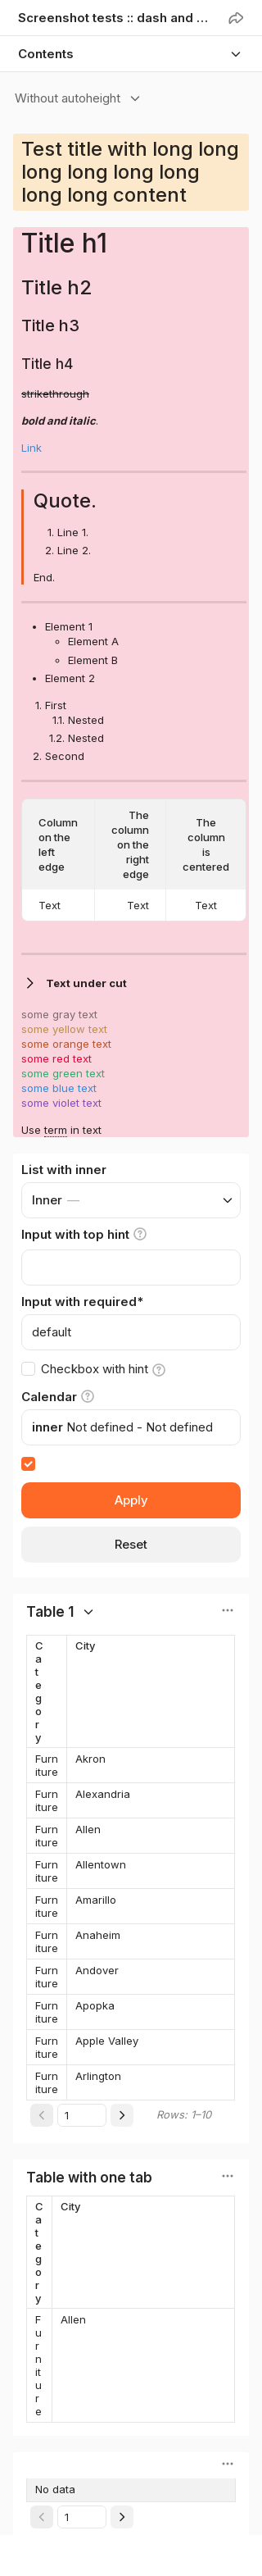 Screenshot tests :: dash and ...
Contents
Without autoheight
Test title with long long
long long long long
long long content
Title h1
Title h2
Title h3
Title h4
strikethrough
bold and italic.
Link
Quote.
1. Line 1.
2. Line 2.
End.
• Element 1
◦ Element A
◦ Element B
• Element 2
1. First
1.1. Nested
1.2. Nested
2. Second
Column on the left edge
The column on the right edge
The column is centered
Text Text Text
Text under cut
some gray text
some yellow text
some orange text
some red text
some green text
some blue text
some violet text
Use term in text
List with inner
Inner —
Input with top hint
Input with required*
default
Checkbox with hint
Calendar
inner Not defined - Not defined
Apply
Reset
Table 1
Category City
Furniture Akron
Furniture Alexandria
Furniture Allen
Furniture Allentown
Furniture Amarillo
Furniture Anaheim
Furniture Andover
Furniture Apopka
Furniture Apple Valley
Furniture Arlington
1 Rows: 1–10
Table with one tab
Category City
Furniture Allen
No data
1